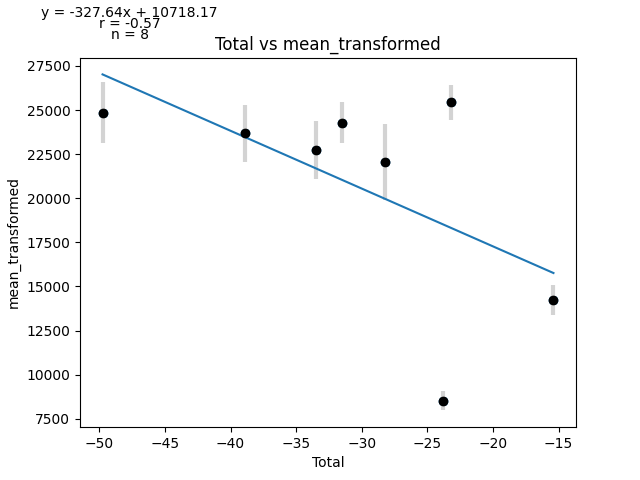 y = -327.64x + 10718.17
r = -0.57
n = 8
Total vs mean_transformed
27500
25000
22500
20000
17500
15000
12500
10000
7500
mean_transformed
−50
−45
−40
−35
−30
−25
−20
−15
Total